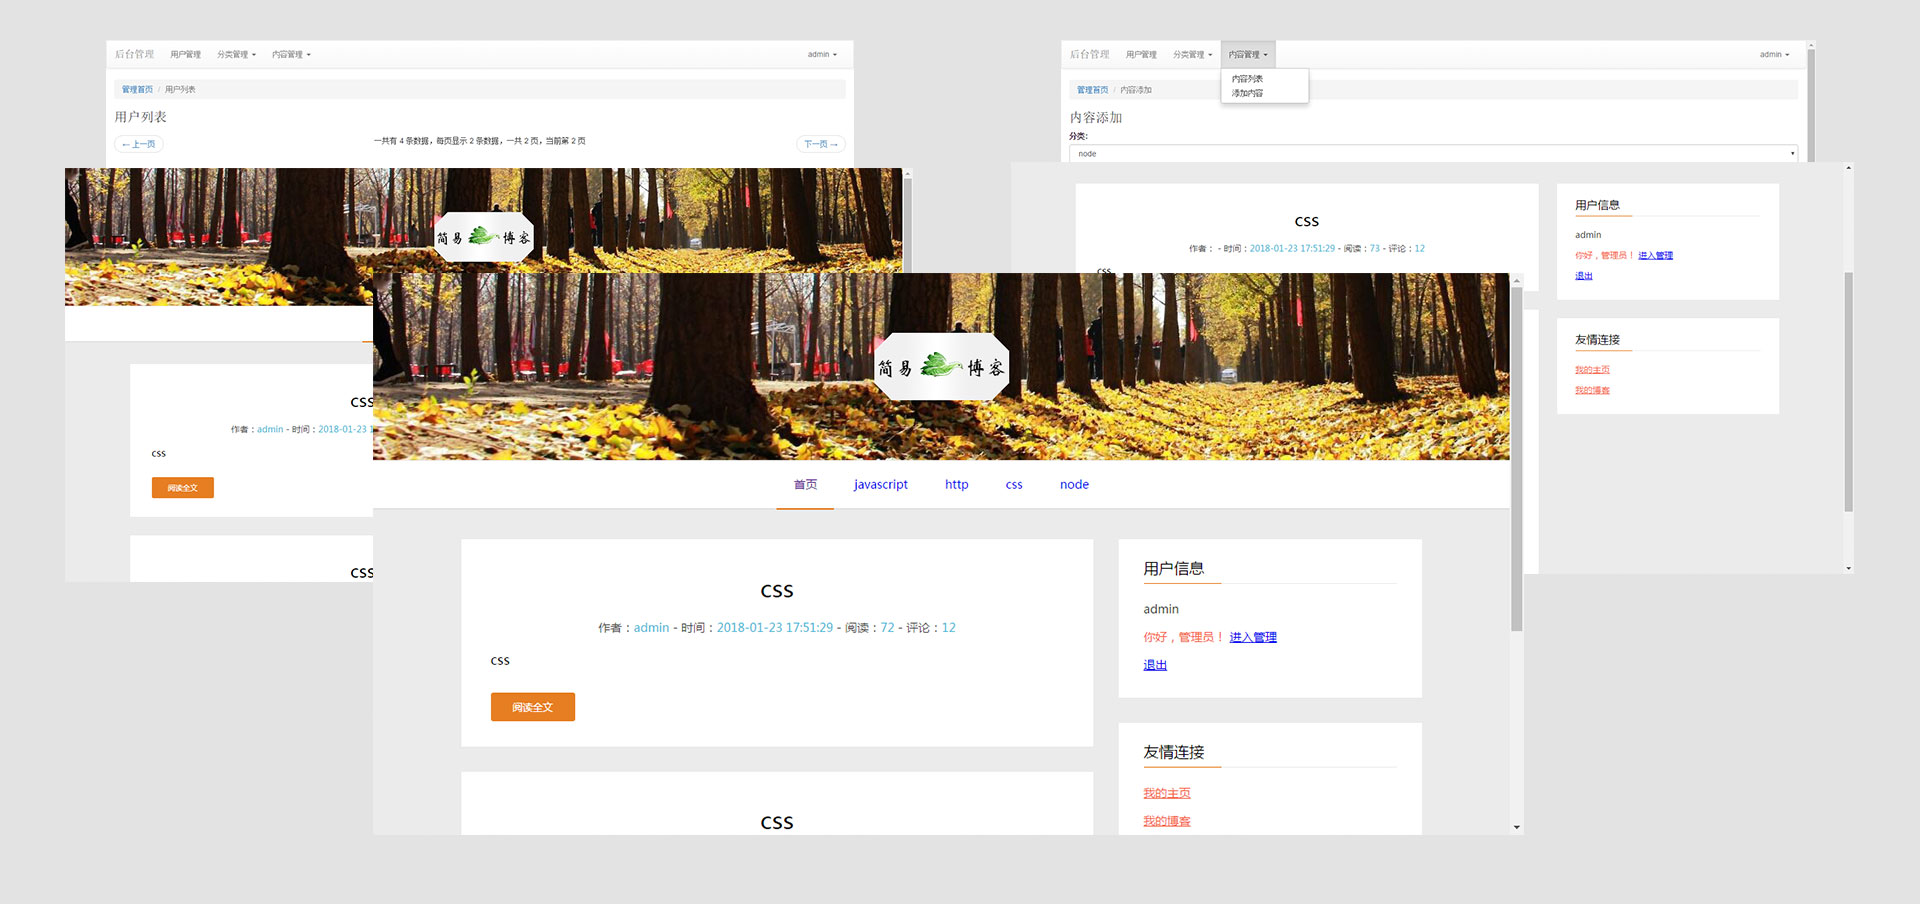 后台管理 用户管理 分类管理 内容管理 admin
管理首页 / 用户列表
用户列表
← 上一页 一共有 4 条数据，每页显示 2 条数据，一共 2 页，当前第 2 页 下一页 →
后台管理 用户管理 分类管理 内容管理 admin
内容列表
添加内容
管理首页 / 内容添加
内容添加
分类:
node
简易 博客
CSS
作者：admin - 时间：2018-01-23 1
css
阅读全文
CSS
CSS
作者： - 时间：2018-01-23 17:51:29 - 阅读：73 - 评论：12
css
用户信息
admin
你好，管理员！ 进入管理
退出
友情连接
我的主页
我的博客
简易 博客
首页 javascript http css node
CSS
作者：admin - 时间：2018-01-23 17:51:29 - 阅读：72 - 评论：12
css
阅读全文
CSS
用户信息
admin
你好，管理员！ 进入管理
退出
友情连接
我的主页
我的博客